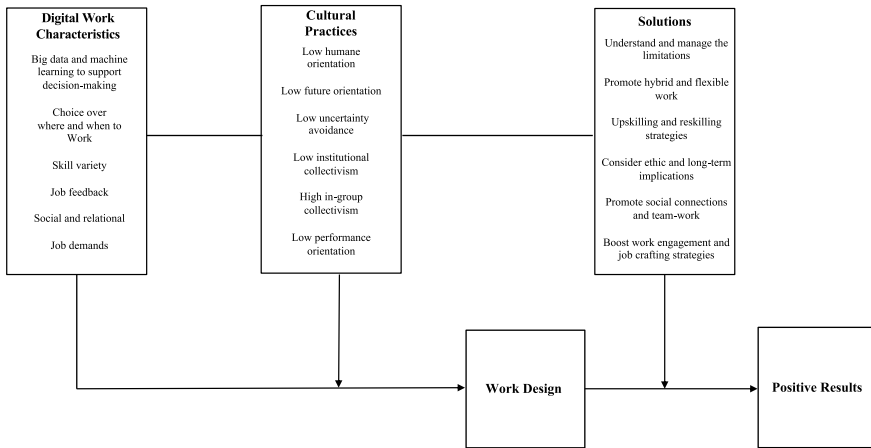 Digital Work
Characteristics
Big data and machine
learning to support
decision-making
Choice over
where and when to
Work
Skill variety
Job feedback
Social and relational
Job demands
Cultural
Practices
Low humane
orientation
Low future orientation
Low uncertainty
avoidance
Low institutional
collectivism
High in-group
collectivism
Low performance
orientation
Solutions
Understand and manage the
limitations
Promote hybrid and flexible
work
Upskilling and reskilling
strategies
Consider ethic and long-term
implications
Promote social connections
and team-work
Boost work engagement and
job crafting strategies
Work Design
Positive Results